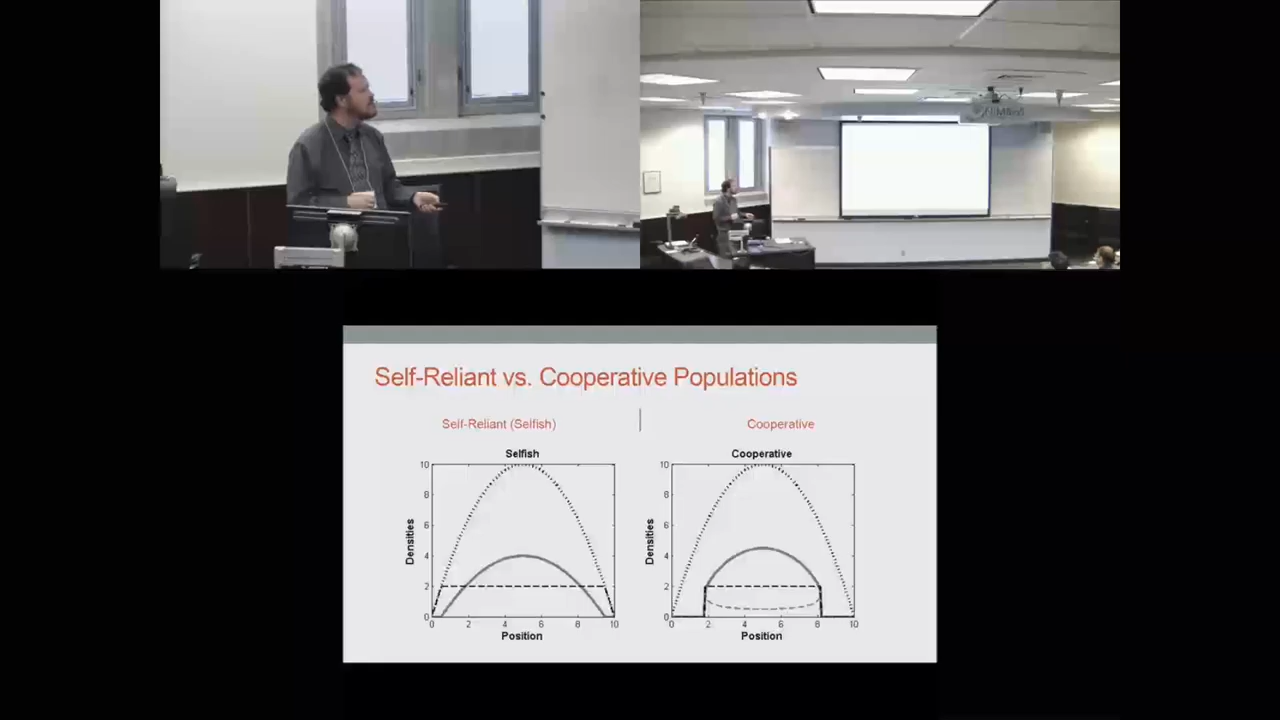 NIMBioS
Self-Reliant vs. Cooperative Populations
Self-Reliant (Selfish)
Cooperative
Selfish
Cooperative
10
8
6
4
2
0
Densities
0 2 4 6 8 10
Position
10
8
6
4
2
0
Densities
0 2 4 6 8 10
Position